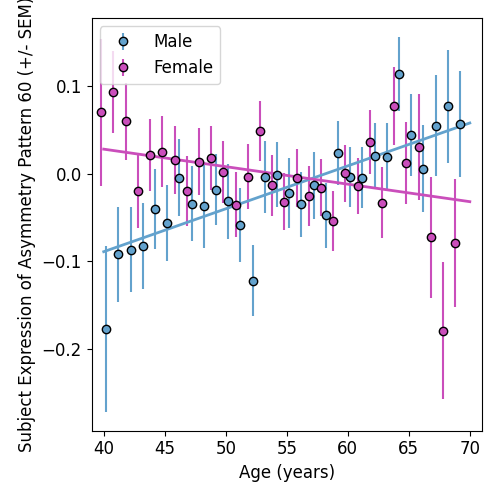 Male
Female
Subject Expression of Asymmetry Pattern 60 (+/- SEM)
0.1
0.0
−0.1
−0.2
40 45 50 55 60 65 70
Age (years)